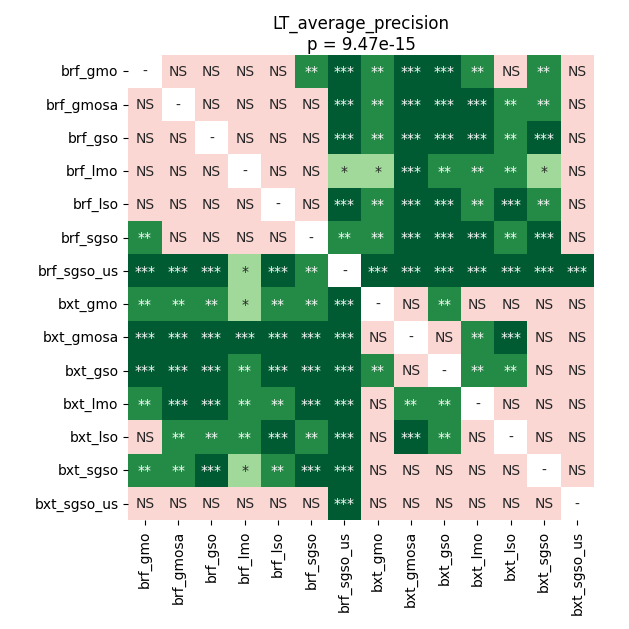 LT_average_precision
p = 9.47e-15
brf_gmo - NS NS NS NS ** *** ** *** *** ** NS ** NS
brf_gmosa NS - NS NS NS NS *** ** *** *** *** ** ** NS
brf_gso NS NS - NS NS NS *** ** *** *** *** ** *** NS
brf_lmo NS NS NS - NS NS * * *** ** ** ** * NS
brf_lso NS NS NS NS - NS *** ** *** *** ** *** ** NS
brf_sgso ** NS NS NS NS - ** ** *** *** *** ** *** NS
brf_sgso_us *** *** *** * *** ** - *** *** *** *** *** *** ***
bxt_gmo ** ** ** * ** ** *** - NS ** NS NS NS NS
bxt_gmosa *** *** *** *** *** *** *** NS - NS ** *** NS NS
bxt_gso *** *** *** ** *** *** *** ** NS - ** ** NS NS
bxt_lmo ** *** *** ** ** *** *** NS ** ** - NS NS NS
bxt_lso NS ** ** ** *** ** *** NS *** ** NS - NS NS
bxt_sgso ** ** *** * ** *** *** NS NS NS NS NS - NS
bxt_sgso_us NS NS NS NS NS NS *** NS NS NS NS NS NS -
brf_gmo
brf_gmosa
brf_gso
brf_lmo
brf_lso
brf_sgso
brf_sgso_us
bxt_gmo
bxt_gmosa
bxt_gso
bxt_lmo
bxt_lso
bxt_sgso
bxt_sgso_us